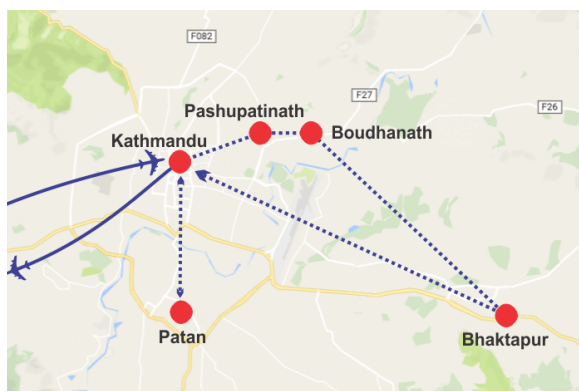 F082
F27
F26
Pashupatinath
Boudhanath
Kathmandu
Patan
Bhaktapur